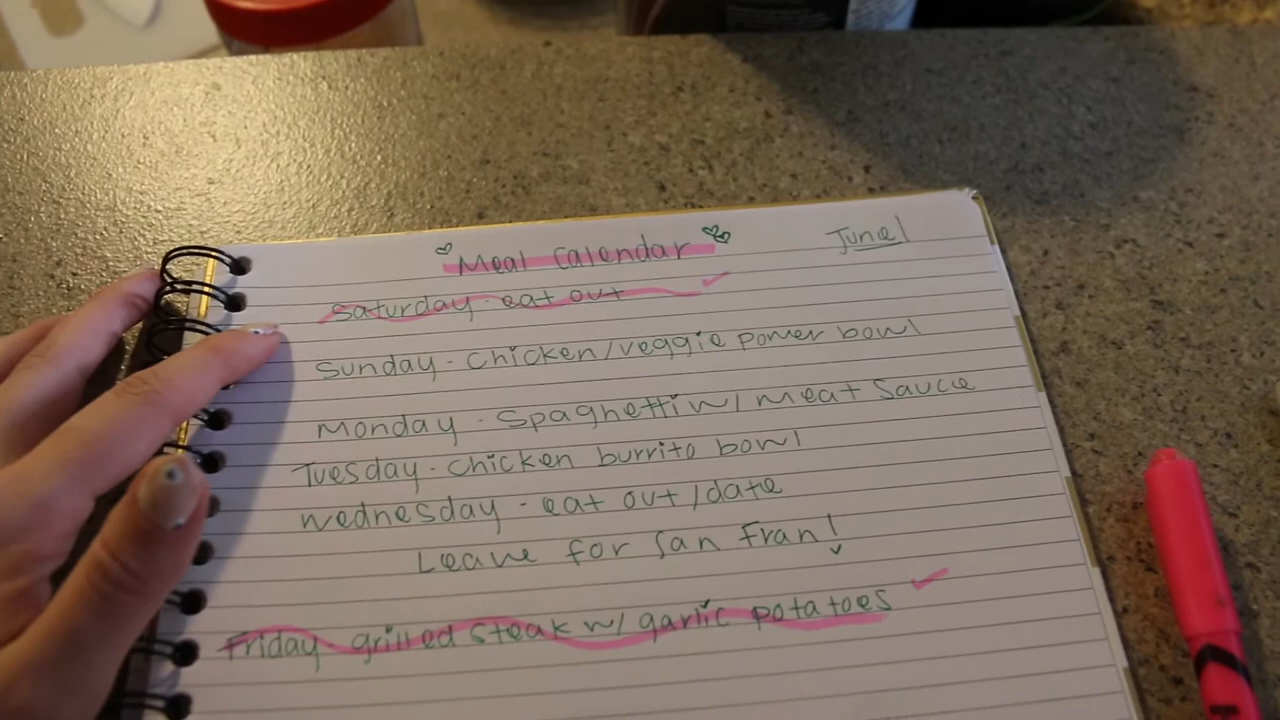 Meal Calendar
June 1
Saturday - eat out
Sunday - chicken/veggie power bowl
Monday - Spaghetti w/ meat Sauce
Tuesday - chicken burrito bowl
Wednesday - eat out/date
Leave for San Fran!
Friday - grilled steak w/ garlic potatoes